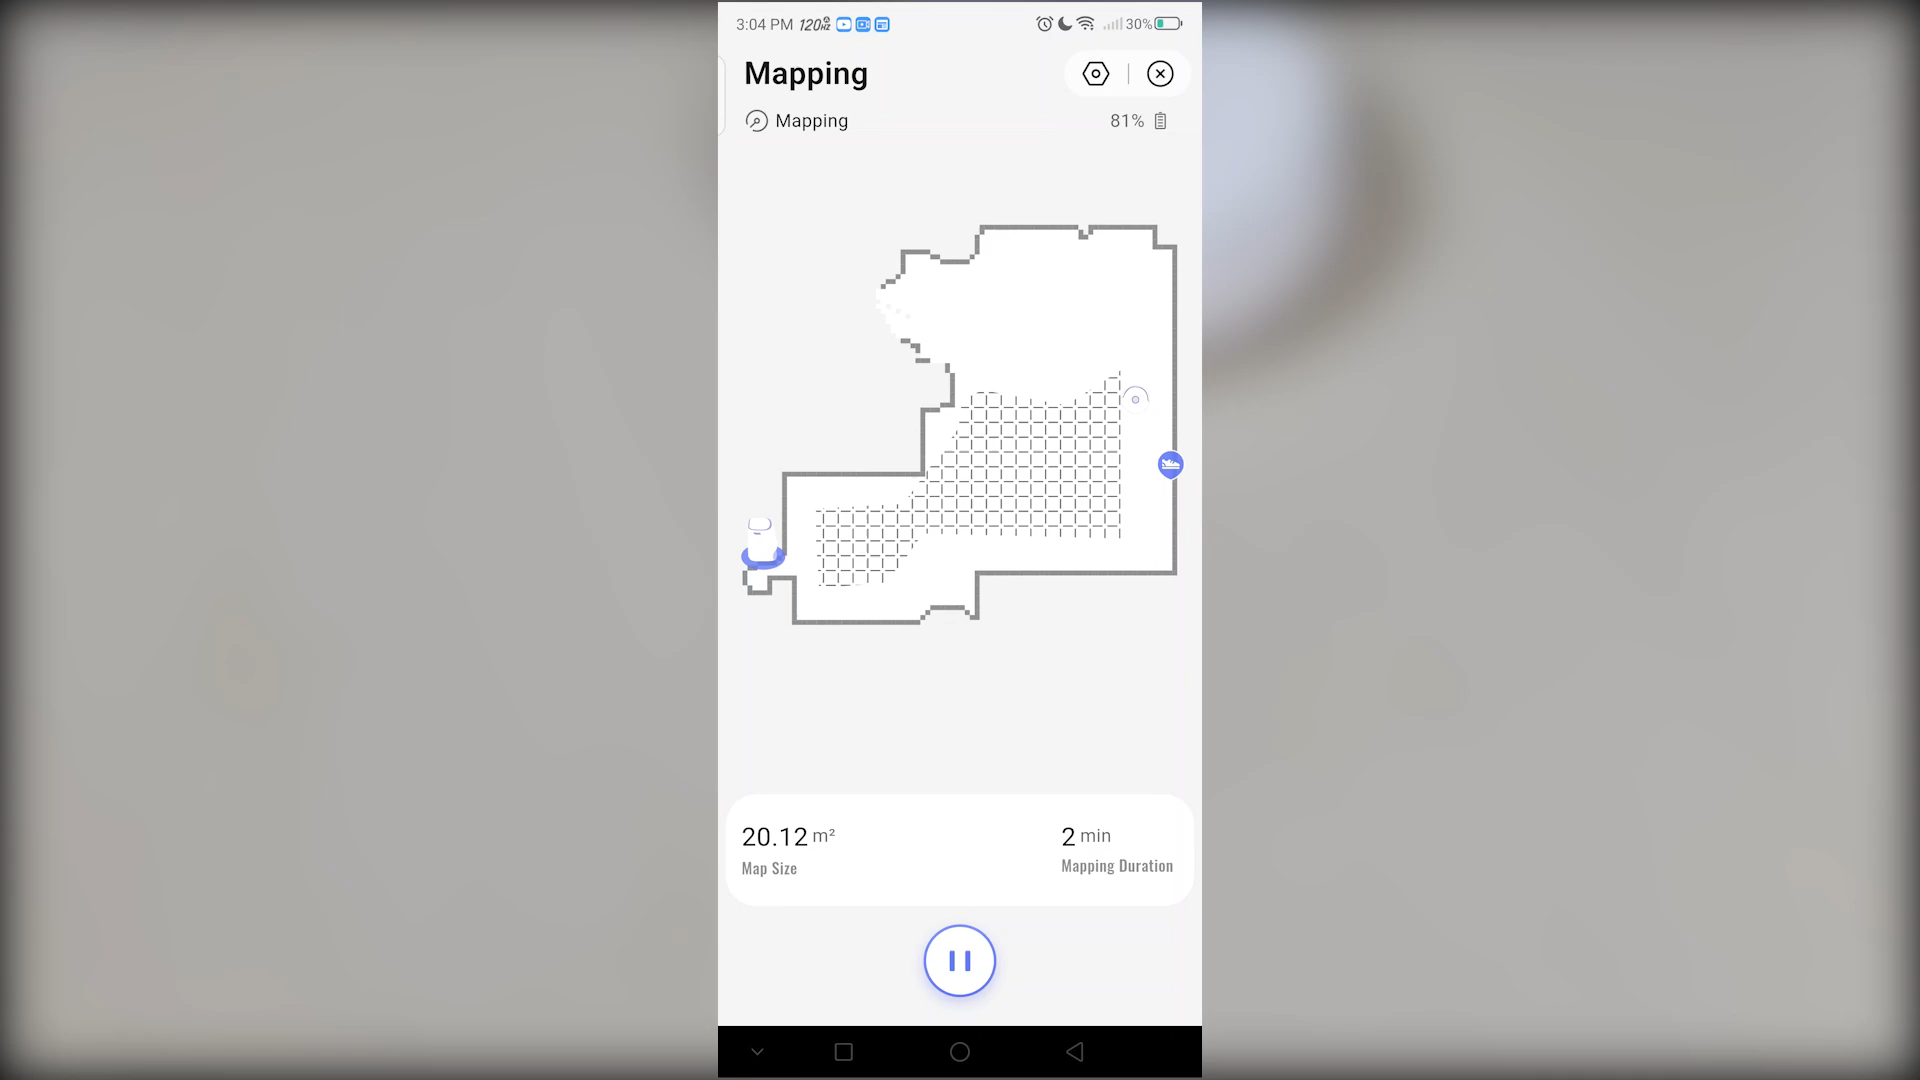 3:04 PM 120Hz 30%
Mapping
Mapping 81%
20.12 m² 2 min
Map Size Mapping Duration